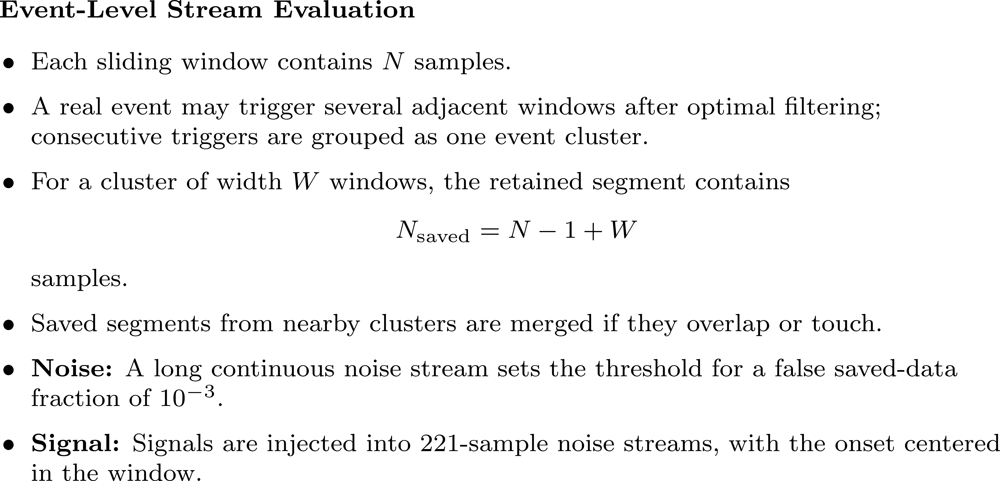 Event-Level Stream Evaluation
• Each sliding window contains N samples.
• A real event may trigger several adjacent windows after optimal filtering;
consecutive triggers are grouped as one event cluster.
• For a cluster of width W windows, the retained segment contains
N_saved = N − 1 + W
samples.
• Saved segments from nearby clusters are merged if they overlap or touch.
• Noise: A long continuous noise stream sets the threshold for a false saved-data
fraction of 10⁻³.
• Signal: Signals are injected into 221-sample noise streams, with the onset centered
in the window.